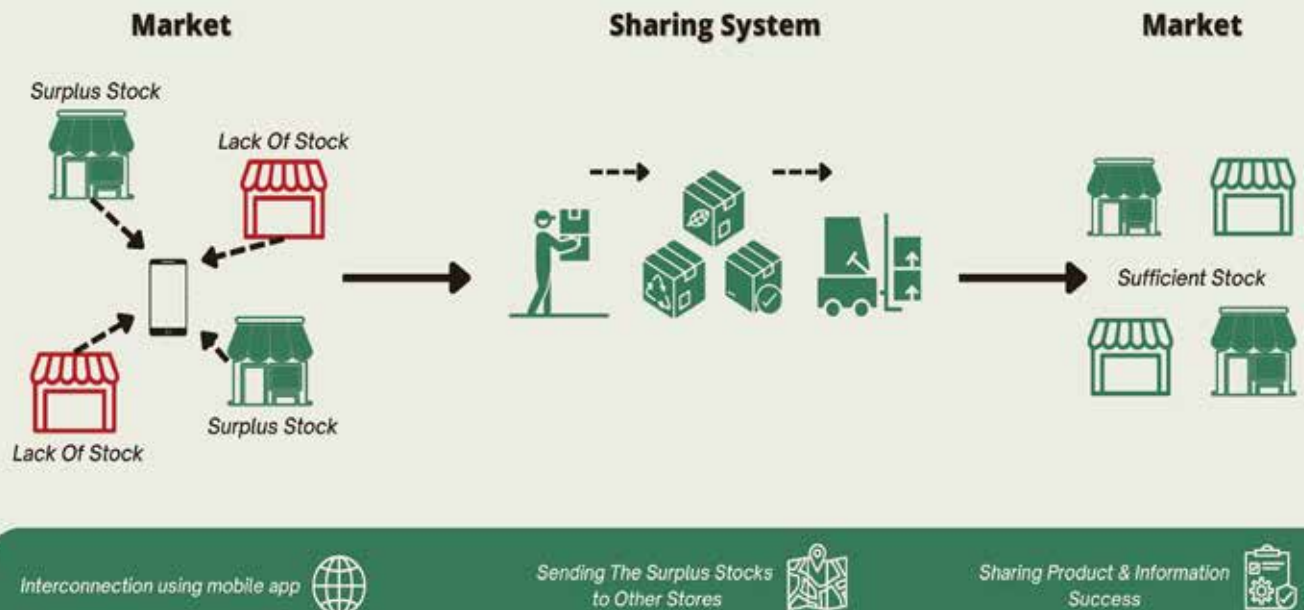 Market
Sharing System
Market
Surplus Stock
Lack Of Stock
Sufficient Stock
Surplus Stock
Lack Of Stock
Interconnection using mobile app
Sending The Surplus Stocks
to Other Stores
Sharing Product & Information
Success